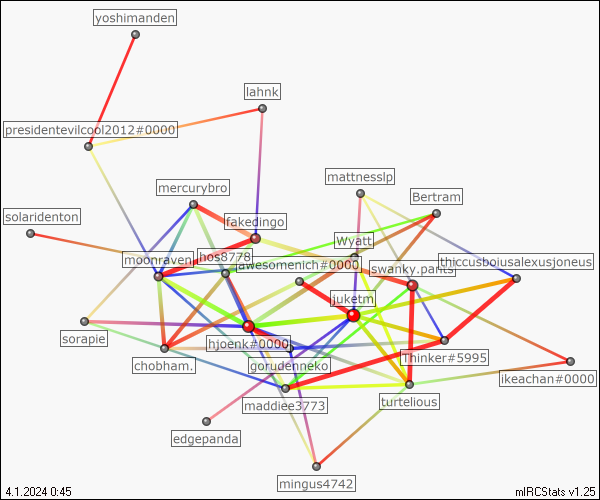 yoshimanden
lahnk
presidentevilcool2012#0000
mattnesslp
mercurybro
Bertram
solaridenton
fakedingo
Wyatt
hos8778
moonraven
jawesomenich#0000
swanky.pants
thiccusboiusalexusjoneus
juketm
sorapie
hjoenk#0000
Thinker#5995
chobham.
gorudenneko
ikeachan#0000
maddiee3773
turtelious
edgepanda
mingus4742
4.1.2024 0:45
mIRCStats v1.25